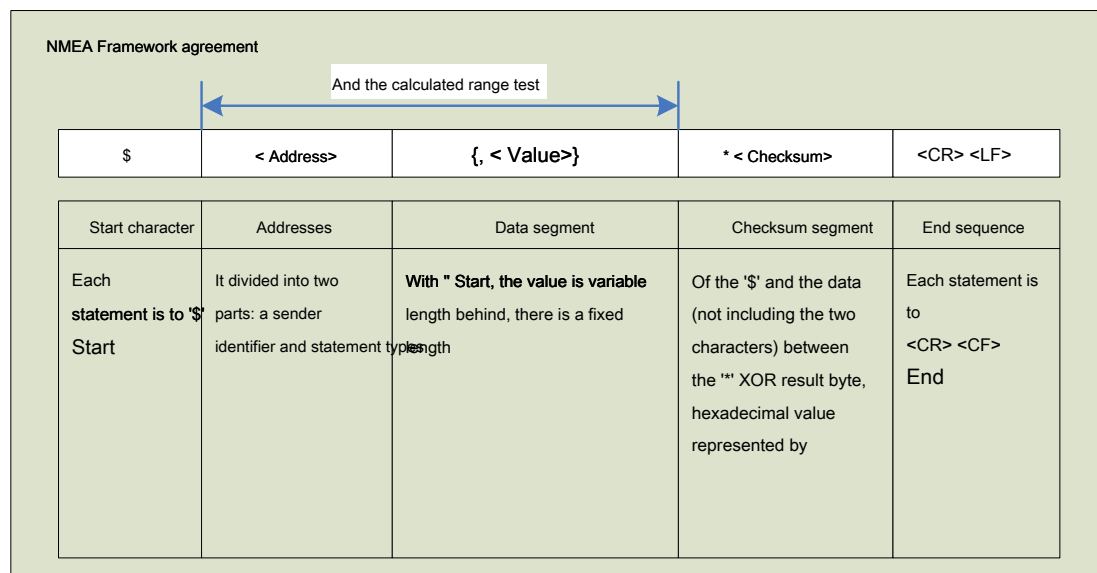 NMEA Framework agreement
And the calculated range test
$
< Address>
{, < Value>}
* < Checksum>
<CR> <LF>
Start character
Addresses
Data segment
Checksum segment
End sequence
Each
statement is to '$'
Start
It divided into two
parts: a sender
identifier and statement types
With " Start, the value is variable
length behind, there is a fixed
length
Of the '$' and the data
(not including the two
characters) between
the '*' XOR result byte,
hexadecimal value
represented by
Each statement is
to
<CR> <CF>
End